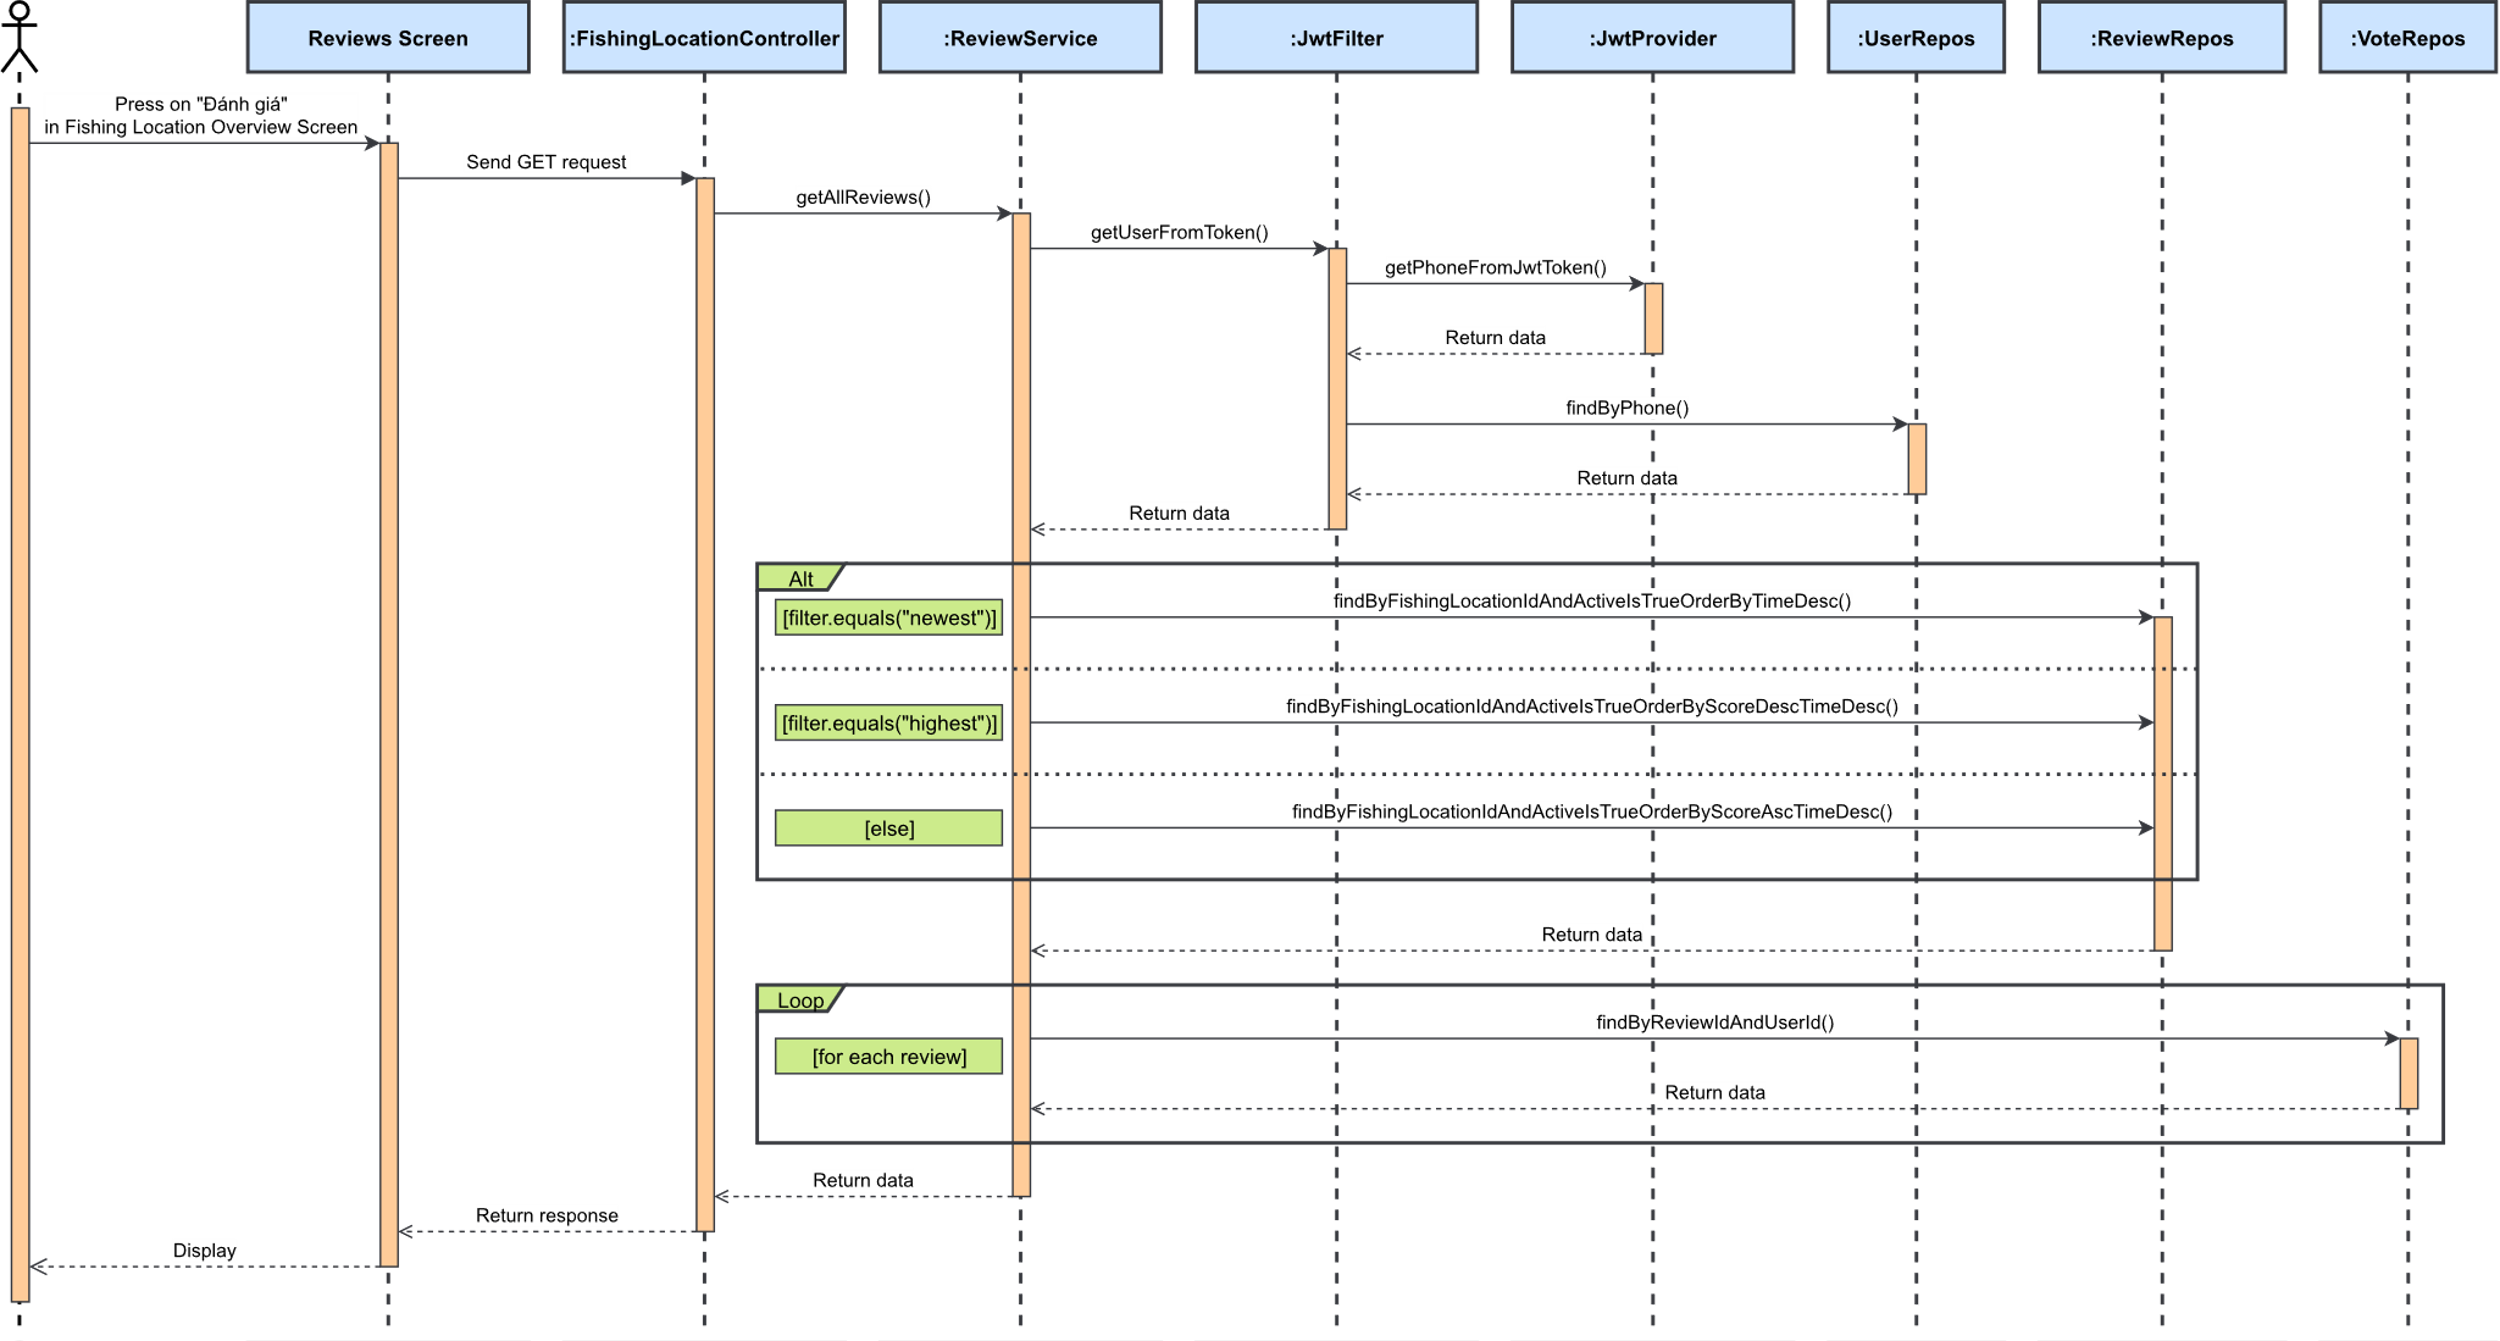 Reviews Screen
:FishingLocationController
:ReviewService
:JwtFilter
:JwtProvider
:UserRepos
:ReviewRepos
:VoteRepos
Press on "Đánh giá"
in Fishing Location Overview Screen
Send GET request
getAllReviews()
getUserFromToken()
getPhoneFromJwtToken()
Return data
findByPhone()
Return data
Return data
Alt
[filter.equals("newest")]
findByFishingLocationIdAndActiveIsTrueOrderByTimeDesc()
[filter.equals("highest")]
findByFishingLocationIdAndActiveIsTrueOrderByScoreDescTimeDesc()
[else]
findByFishingLocationIdAndActiveIsTrueOrderByScoreAscTimeDesc()
Return data
Loop
[for each review]
findByReviewIdAndUserId()
Return data
Return data
Return response
Display